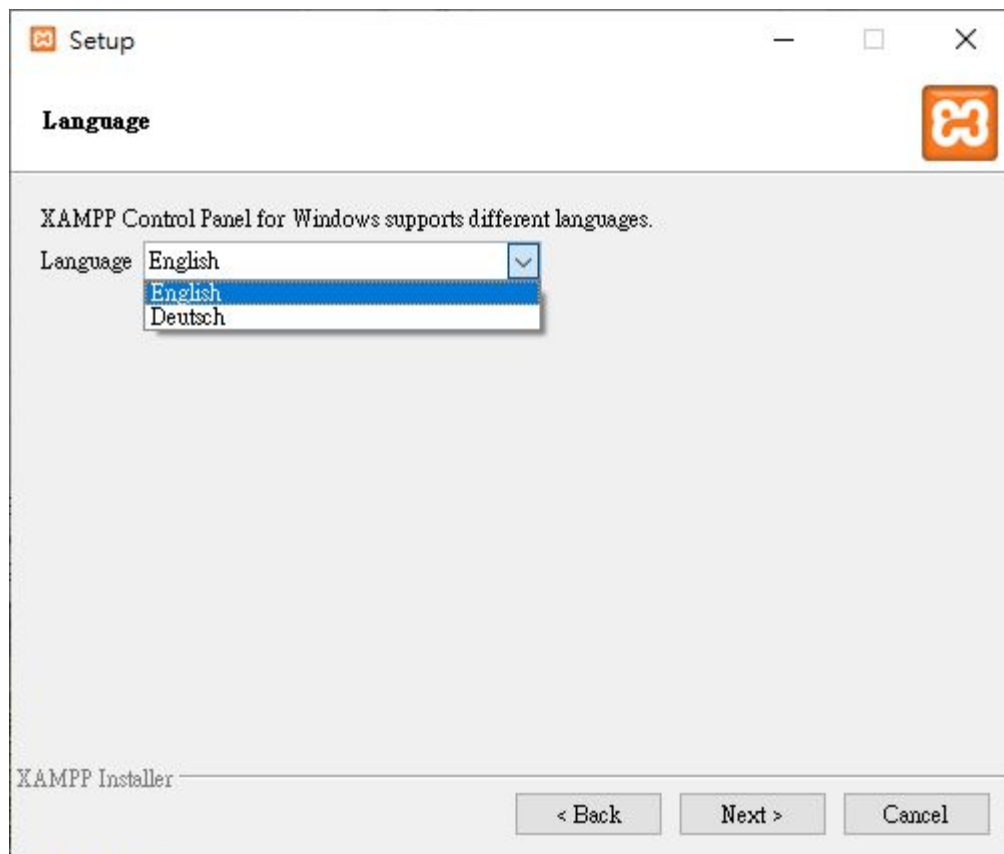 Setup
Language
XAMPP Control Panel for Windows supports different languages.
Language English
English
Deutsch
XAMPP Installer
< Back Next > Cancel